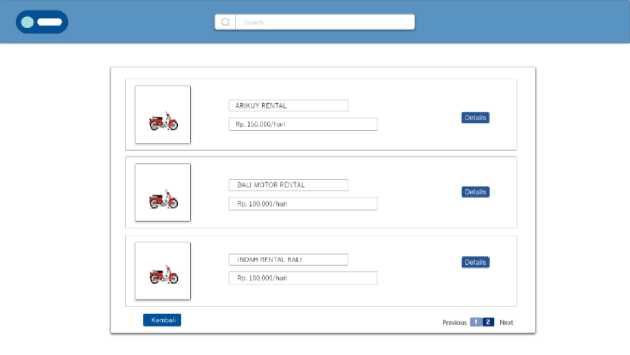 Search
ARIKUY RENTAL
Rp. 150.000/hari
Details
BALI MOTOR RENTAL
Rp. 100.000/hari
Details
INDAH RENTAL BALI
Rp. 100.000/hari
Details
Kembali
Previous 1 2 Next